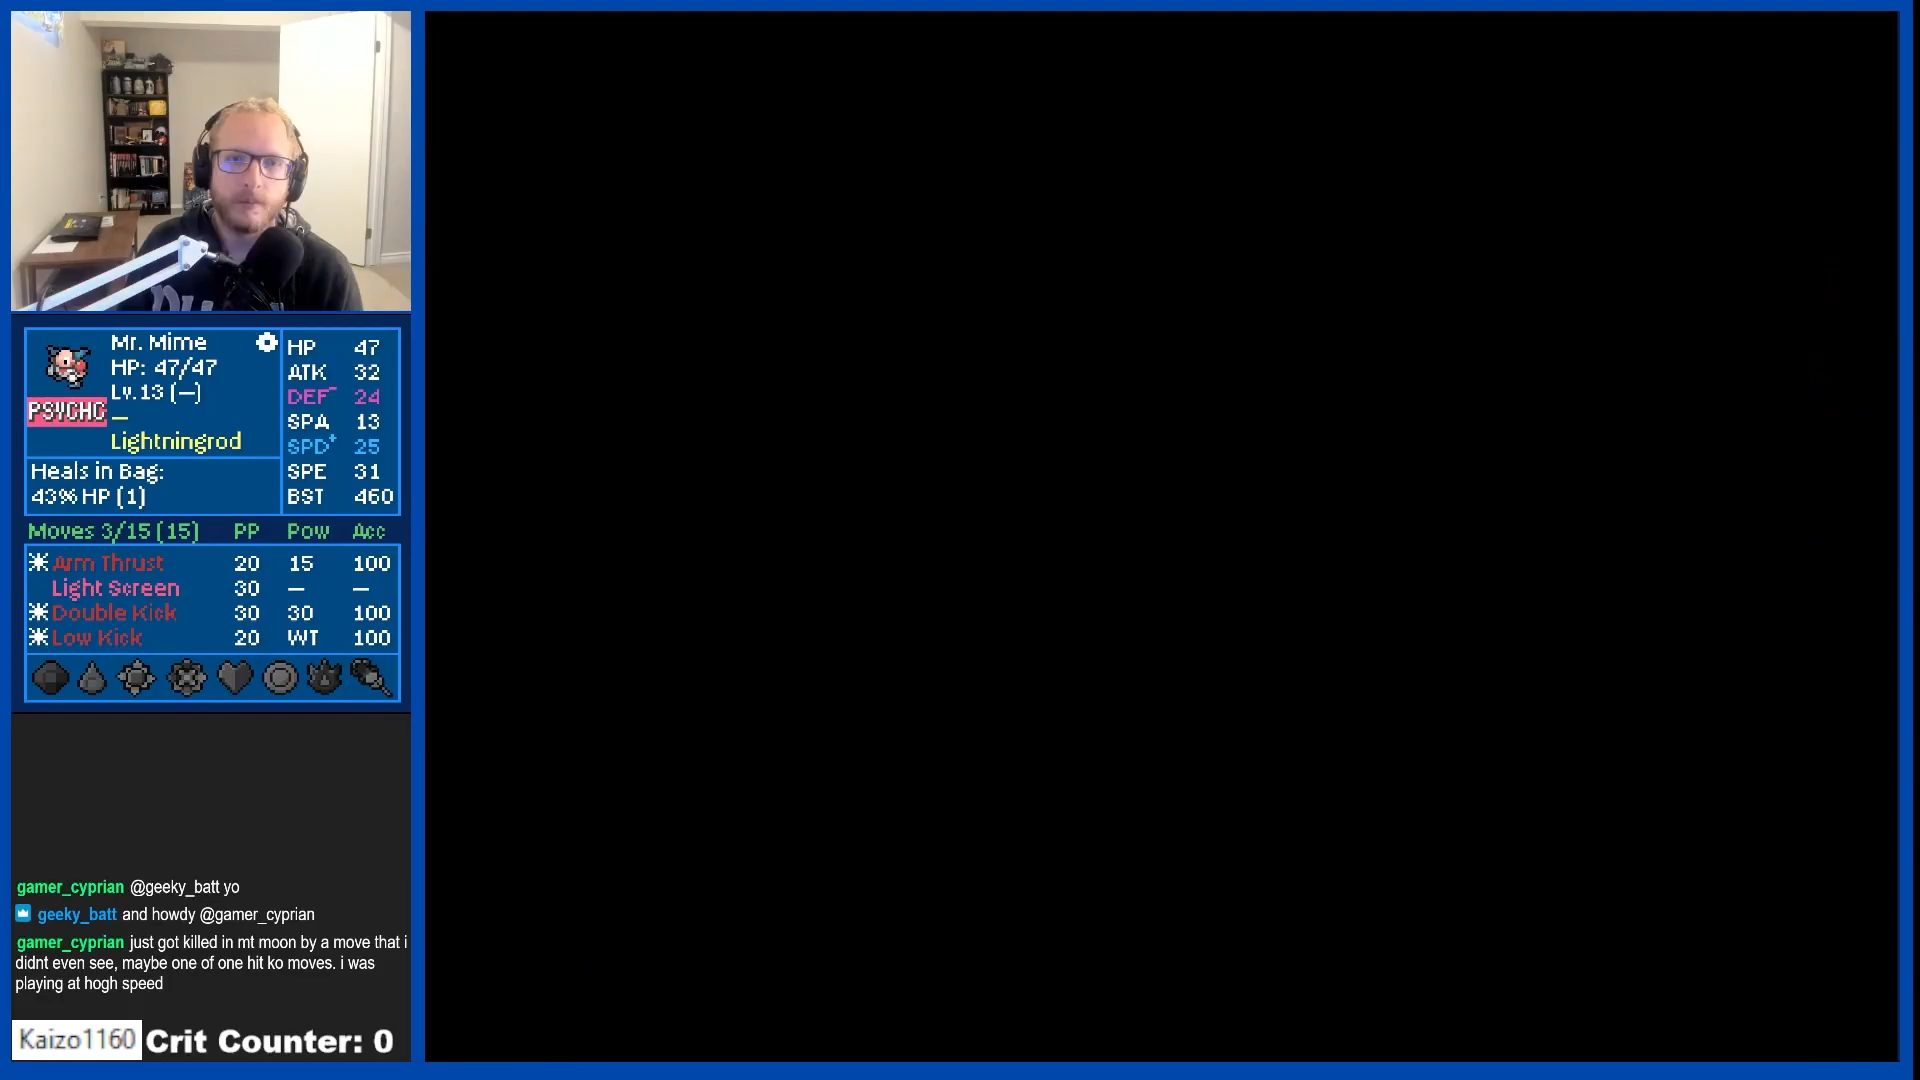 Mr. Mime
HP: 47/47
Lv.13 (—)
PSYCHC —
Lightningrod
Heals in Bag:
43% HP (1)
HP 47
ATK 32
DEF- 24
SPA 13
SPD+ 25
SPE 31
BST 460
Moves 3/15 (15) PP Pow Acc
Arm Thrust 20 15 100
Light Screen 30 — —
Double Kick 30 30 100
Low Kick 20 WT 100
gamer_cyprian @geeky_batt yo
geeky_batt and howdy @gamer_cyprian
gamer_cyprian just got killed in mt moon by a move that i
didnt even see, maybe one of one hit ko moves. i was
playing at hogh speed
Kaizo1160 Crit Counter: 0